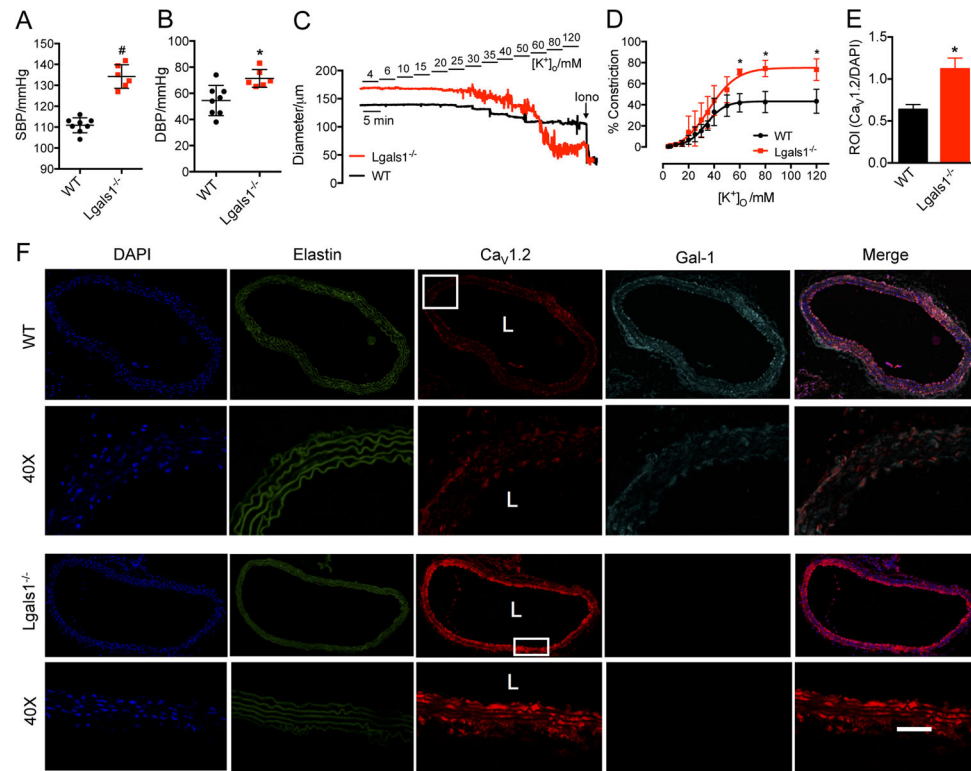 A
SBP/mmHg
150
140
130
120
110
100
90
#
WT
Lgals1-/-
B
DBP/mmHg
100
80
60
40
20
0
*
WT
Lgals1-/-
C
Diameter/µm
200
150
100
50
0
4 6 10 15 20 25 30 35 40 50 60 80 120
[K+]O/mM
5 min
Iono
Lgals1-/-
WT
D
% Constriction
100
80
60
40
20
0
* * *
WT
Lgals1-/-
0 20 40 60 80 100 120
[K+]O /mM
E
ROI (CaV1.2/DAPI)
1.5
1.0
0.5
0.0
*
WT
Lgals1-/-
F
DAPI Elastin CaV1.2 Gal-1 Merge
WT
L
40X
L
Lgals1-/-
L
40X
L